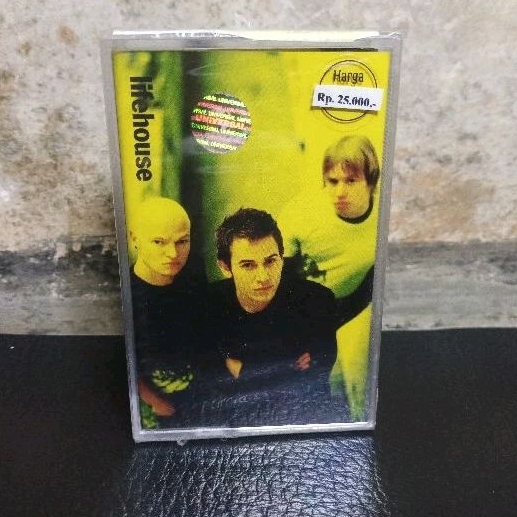 lifehouse
UNIVERSAL
Harga
Rp. 25.000,-